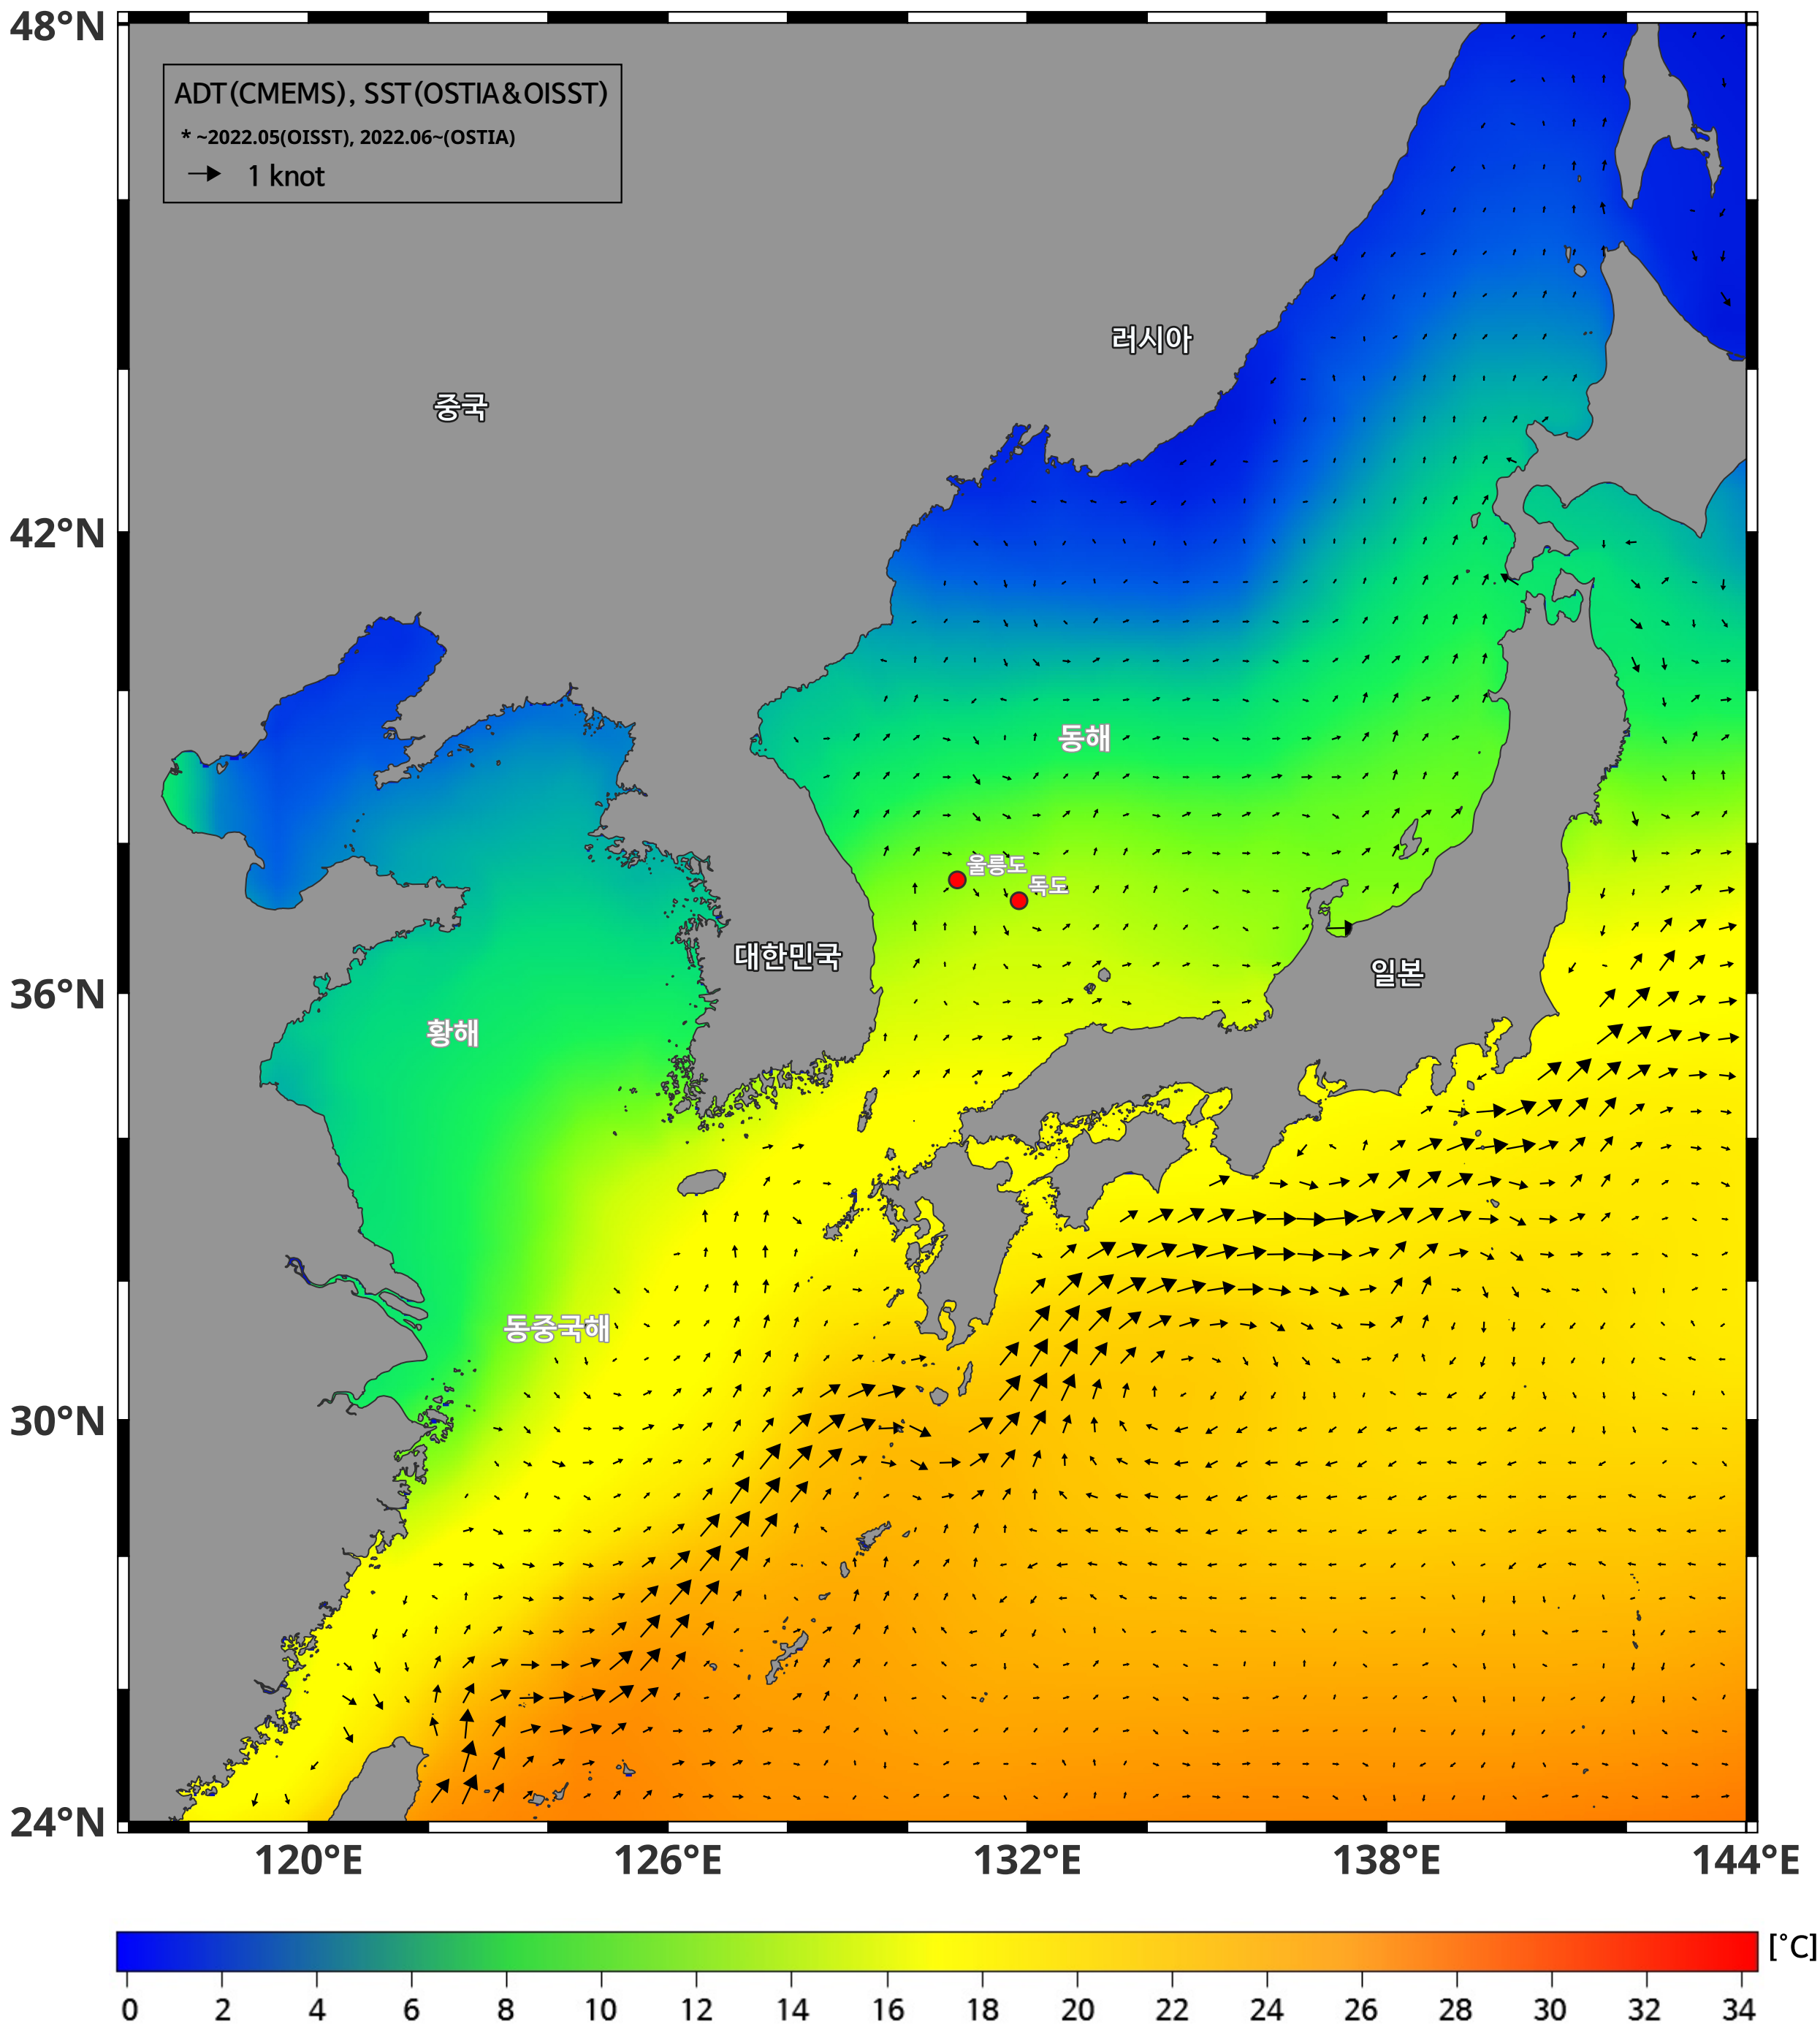 48°N
ADT(CMEMS), SST(OSTIA&OISST)
* ~2022.05(OISST), 2022.06~(OSTIA)
1 knot
러시아
중국
42°N
동해
울릉도
독도
대한민국
일본
36°N
황해
동중국해
30°N
24°N
120°E 126°E 132°E 138°E 144°E
[°C]
0 2 4 6 8 10 12 14 16 18 20 22 24 26 28 30 32 34